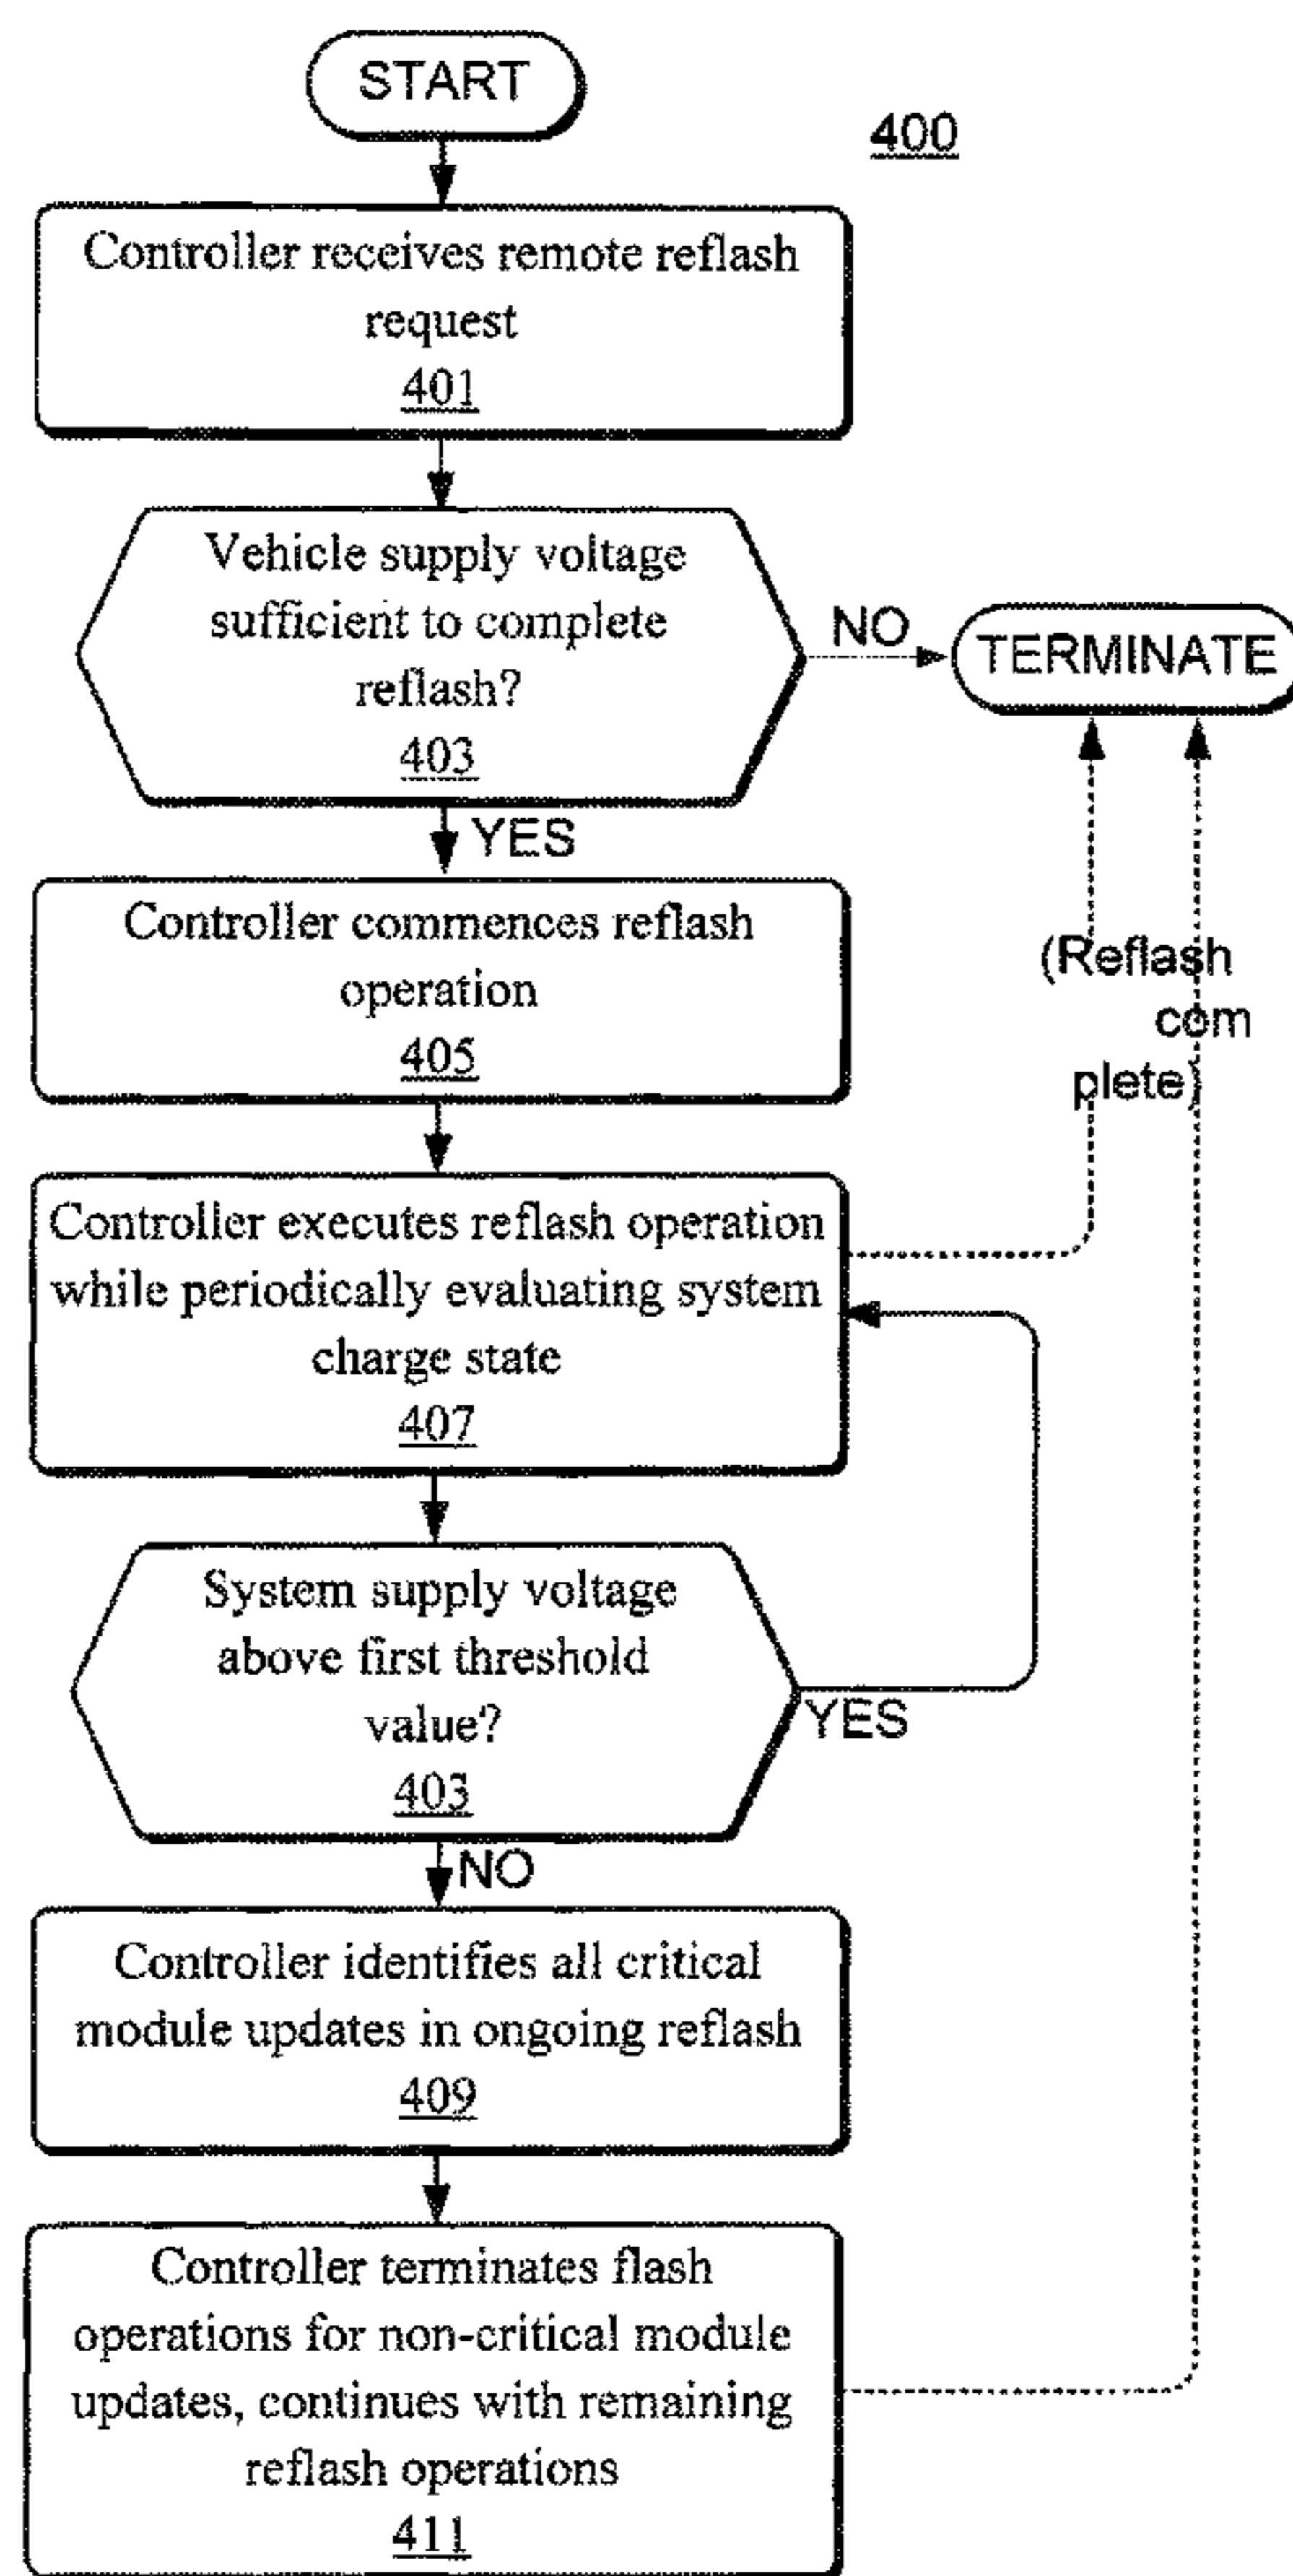 START
400
Controller receives remote reflash
request
401
Vehicle supply voltage
sufficient to complete
reflash?
403
NO
TERMINATE
YES
Controller commences reflash
operation
405
(Reflash
com
plete)
Controller executes reflash operation
while periodically evaluating system
charge state
407
System supply voltage
above first threshold
value?
403
YES
NO
Controller identifies all critical
module updates in ongoing reflash
409
Controller terminates flash
operations for non-critical module
updates, continues with remaining
reflash operations
411